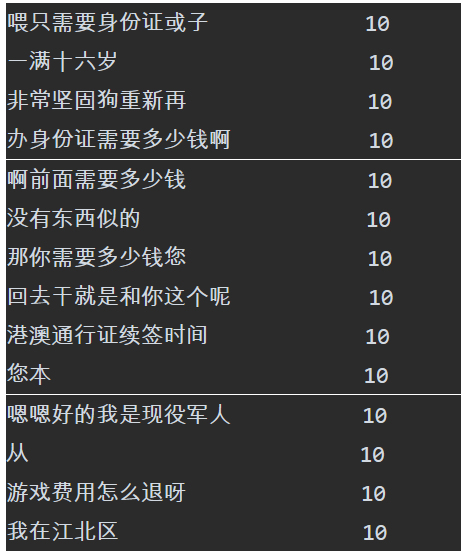 喂只需要身份证或子 10
一满十六岁 10
非常坚固狗重新再 10
办身份证需要多少钱啊 10
啊前面需要多少钱 10
没有东西似的 10
那你需要多少钱您 10
回去干就是和你这个呢 10
港澳通行证续签时间 10
您本 10
嗯嗯好的我是现役军人 10
从 10
游戏费用怎么退呀 10
我在江北区 10